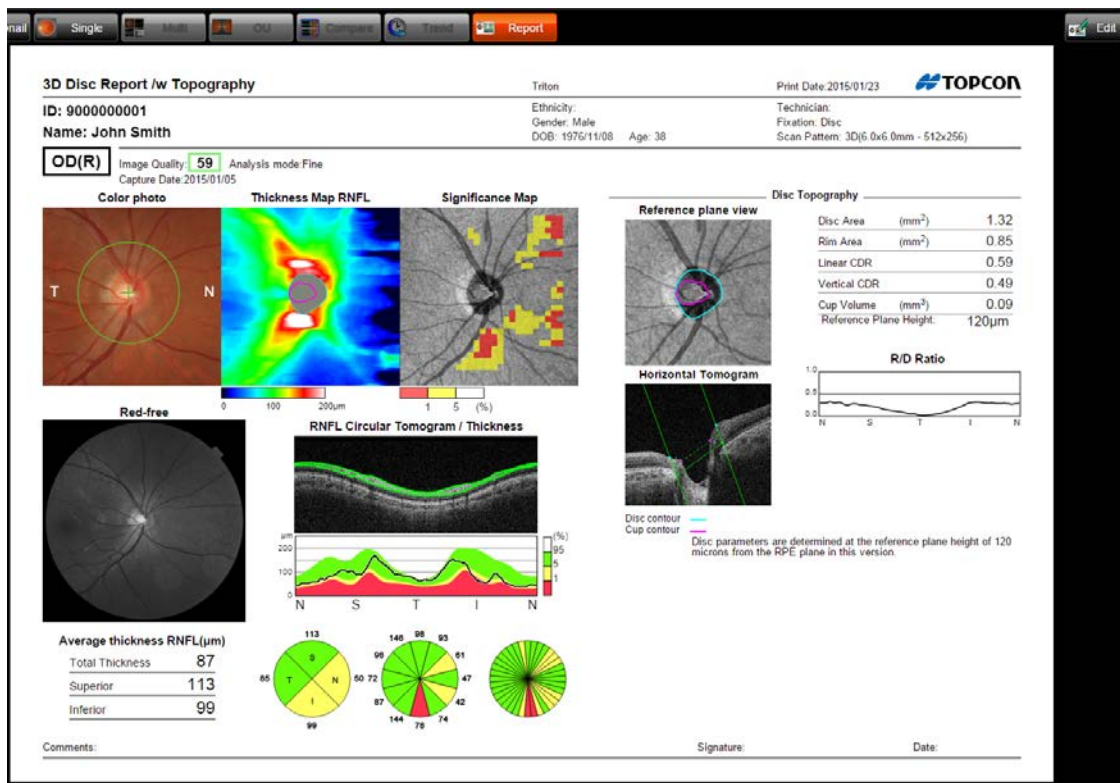 nail Single Multi OU Compare Trend Report Edit
3D Disc Report /w Topography
Triton
Print Date:2015/01/23
TOPCON
ID: 9000000001
Name: John Smith
Ethnicity:
Gender: Male
DOB: 1976/11/08 Age: 38
Technician:
Fixation: Disc
Scan Pattern: 3D(6.0x6.0mm - 512x256)
OD(R)
Image Quality: 59 Analysis mode:Fine
Capture Date:2015/01/05
Color photo
Thickness Map RNFL
Significance Map
T N
0 100 200µm
1 5 (%)
Disc Topography
Reference plane view
Disc Area (mm²) 1.32
Rim Area (mm²) 0.85
Linear CDR 0.59
Vertical CDR 0.49
Cup Volume (mm³) 0.09
Reference Plane Height: 120µm
Horizontal Tomogram
R/D Ratio
1.0
0.5
0.0
N S T I N
Disc contour
Cup contour
Disc parameters are determined at the reference plane height of 120
microns from the RPE plane in this version.
Red-free
RNFL Circular Tomogram / Thickness
µm
200
100
0
N S T I N
(%)
95
5
1
Average thickness RNFL(µm)
Total Thickness 87
Superior 113
Inferior 99
113
S
T N
I
50
99
146 98 93
61
72 47
87 42
144 76 74
Comments:
Signature:
Date: